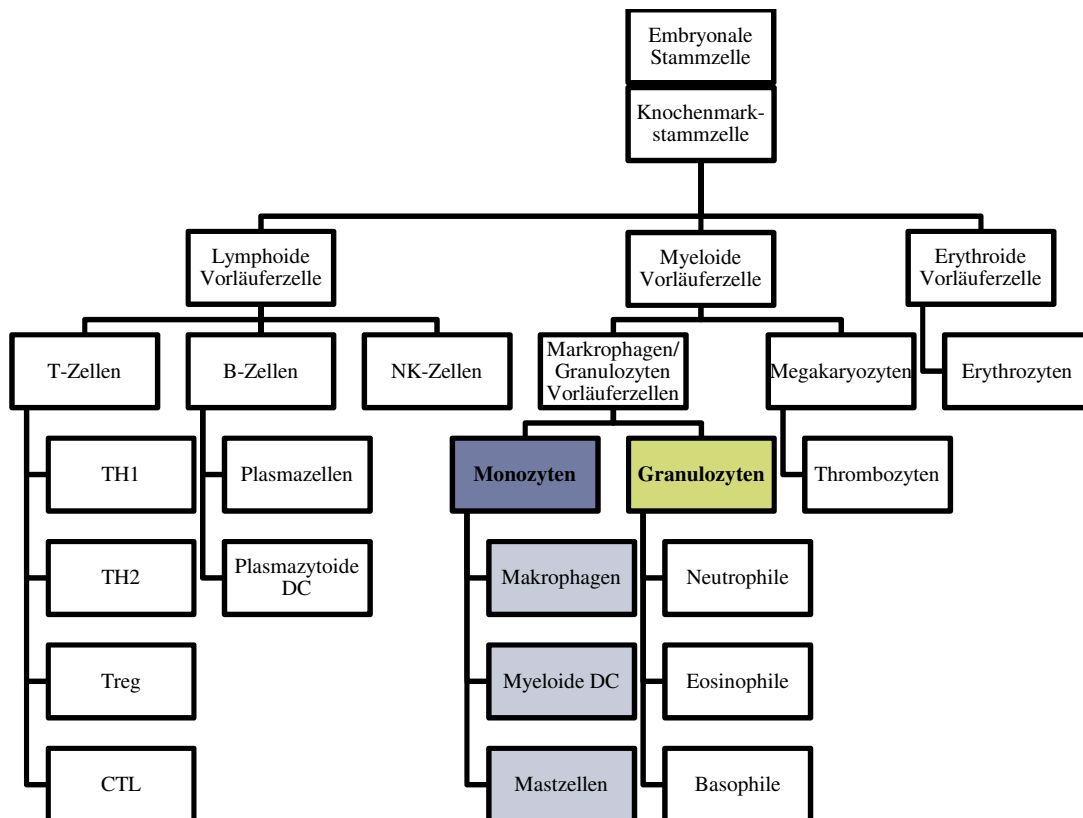 Embryonale
Stammzelle
Knochenmark-
stammzelle
Lymphoide
Vorläuferzelle
Myeloide
Vorläuferzelle
Erythroide
Vorläuferzelle
T-Zellen
B-Zellen
NK-Zellen
Markrophagen/
Granulozyten
Vorläuferzellen
Megakaryozyten
Erythrozyten
TH1
Plasmazellen
Monozyten
Granulozyten
Thrombozyten
TH2
Plasmazytoide
DC
Makrophagen
Neutrophile
Treg
Myeloide DC
Eosinophile
CTL
Mastzellen
Basophile